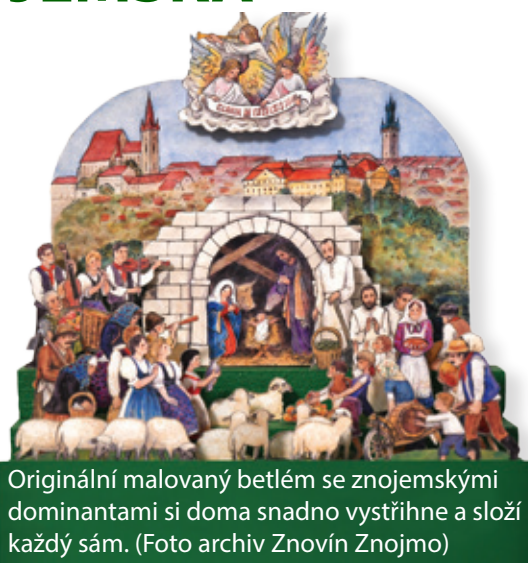 Originální malovaný betlém se znojemskými
dominantami si doma snadno vystřihne a složí
každý sám. (Foto archiv Znovín Znojmo)